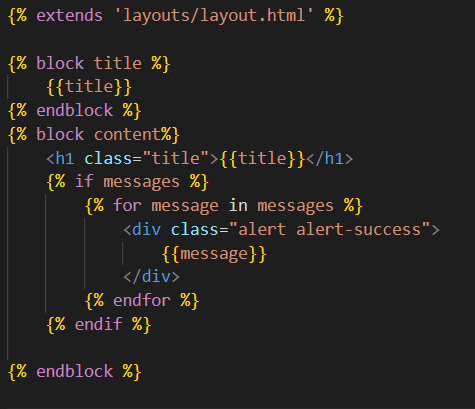 {% extends 'layouts/layout.html' %}
{% block title %}
{{title}}
{% endblock %}
{% block content%}
<h1 class="title">{{title}}</h1>
{% if messages %}
{% for message in messages %}
<div class="alert alert-success">
{{message}}
</div>
{% endfor %}
{% endif %}
{% endblock %}